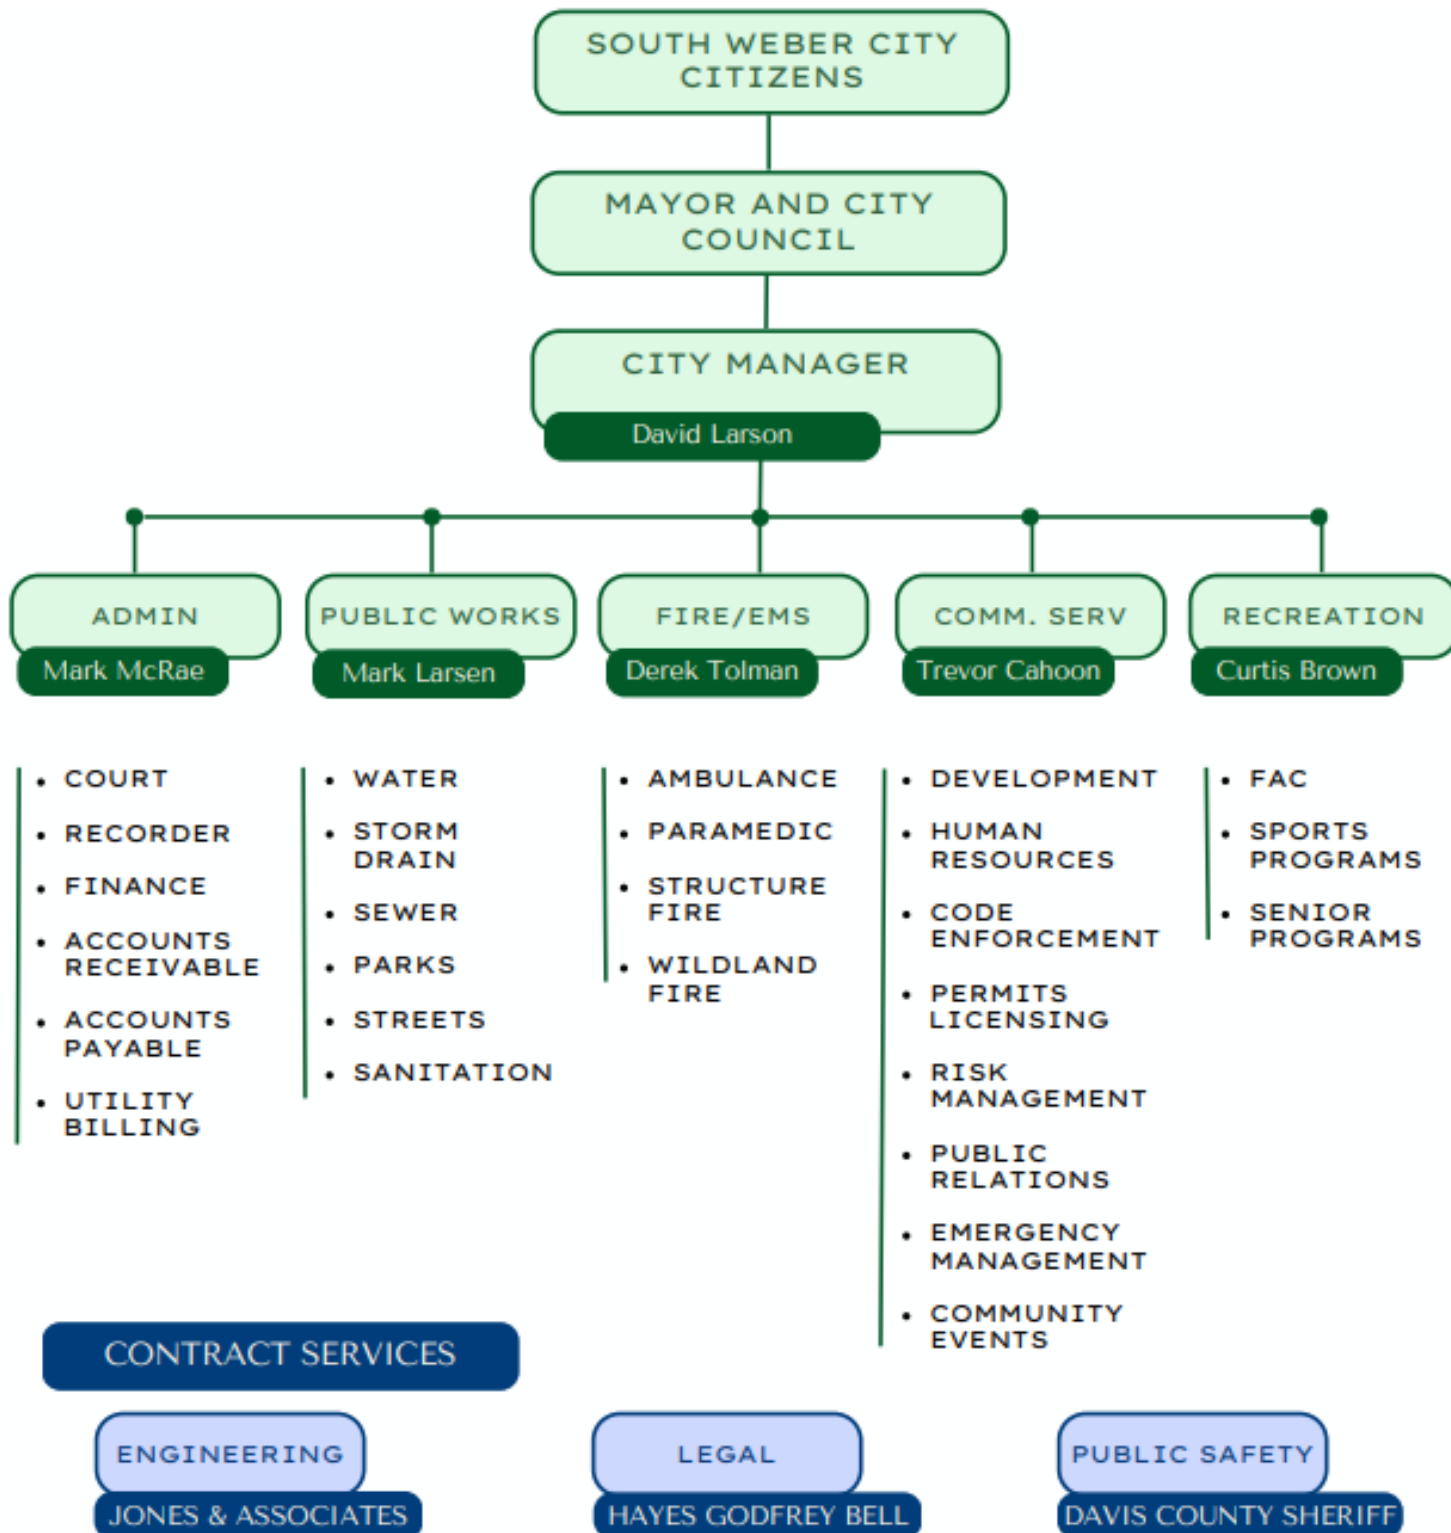 SOUTH WEBER CITY
CITIZENS
MAYOR AND CITY
COUNCIL
CITY MANAGER
David Larson
ADMIN
Mark McRae
PUBLIC WORKS
Mark Larsen
FIRE/EMS
Derek Tolman
COMM. SERV
Trevor Cahoon
RECREATION
Curtis Brown
• COURT
• RECORDER
• FINANCE
• ACCOUNTS
RECEIVABLE
• ACCOUNTS
PAYABLE
• UTILITY
BILLING
• WATER
• STORM
DRAIN
• SEWER
• PARKS
• STREETS
• SANITATION
• AMBULANCE
• PARAMEDIC
• STRUCTURE
FIRE
• WILDLAND
FIRE
• DEVELOPMENT
• HUMAN
RESOURCES
• CODE
ENFORCEMENT
• PERMITS
LICENSING
• RISK
MANAGEMENT
• PUBLIC
RELATIONS
• EMERGENCY
MANAGEMENT
• COMMUNITY
EVENTS
• FAC
• SPORTS
PROGRAMS
• SENIOR
PROGRAMS
CONTRACT SERVICES
ENGINEERING
JONES & ASSOCIATES
LEGAL
HAYES GODFREY BELL
PUBLIC SAFETY
DAVIS COUNTY SHERIFF